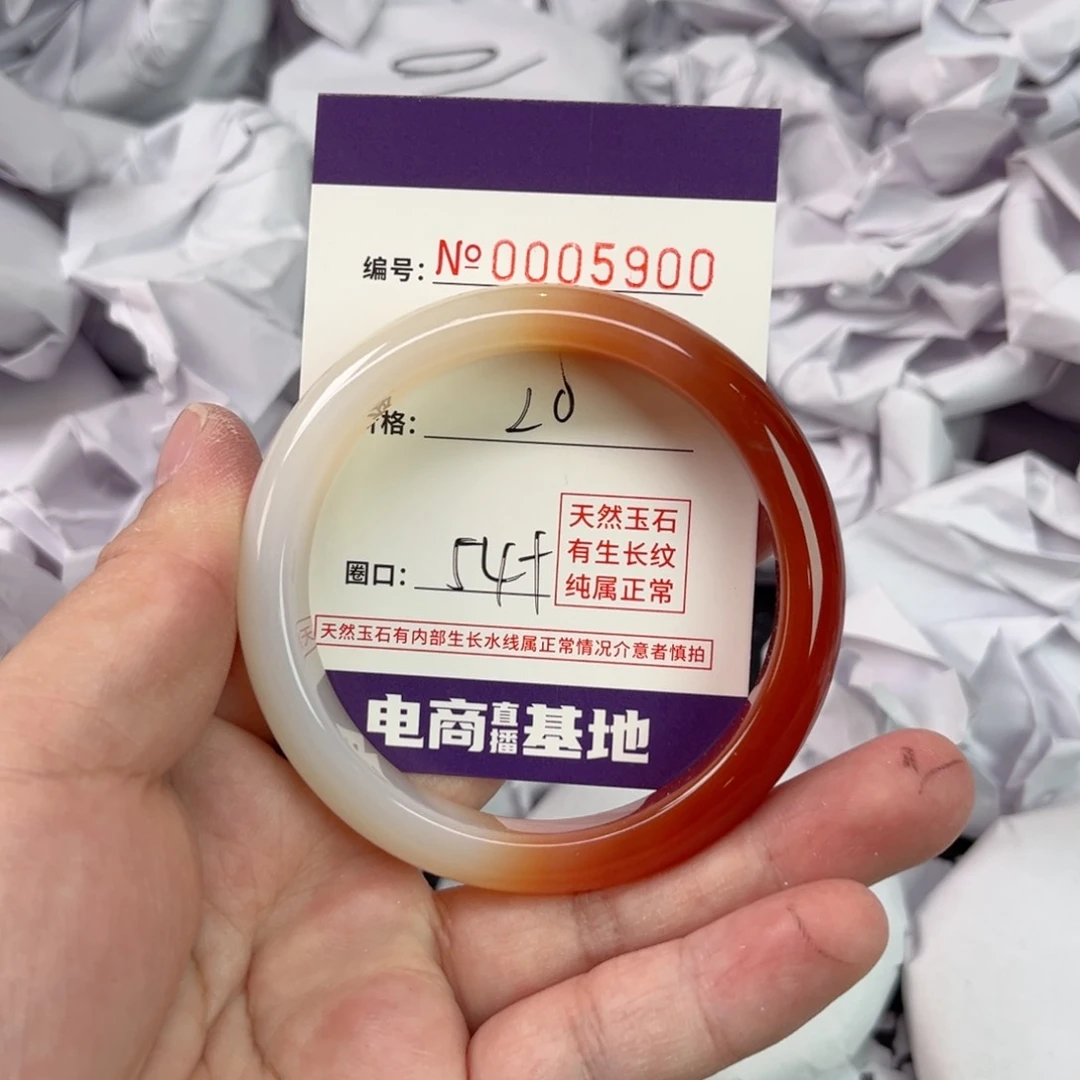 编号: №0005900
价格: 20
圈口: 54+
天然玉石
有生长纹
纯属正常
天然玉石有内部生长水线属正常情况介意者慎拍
电商直播基地